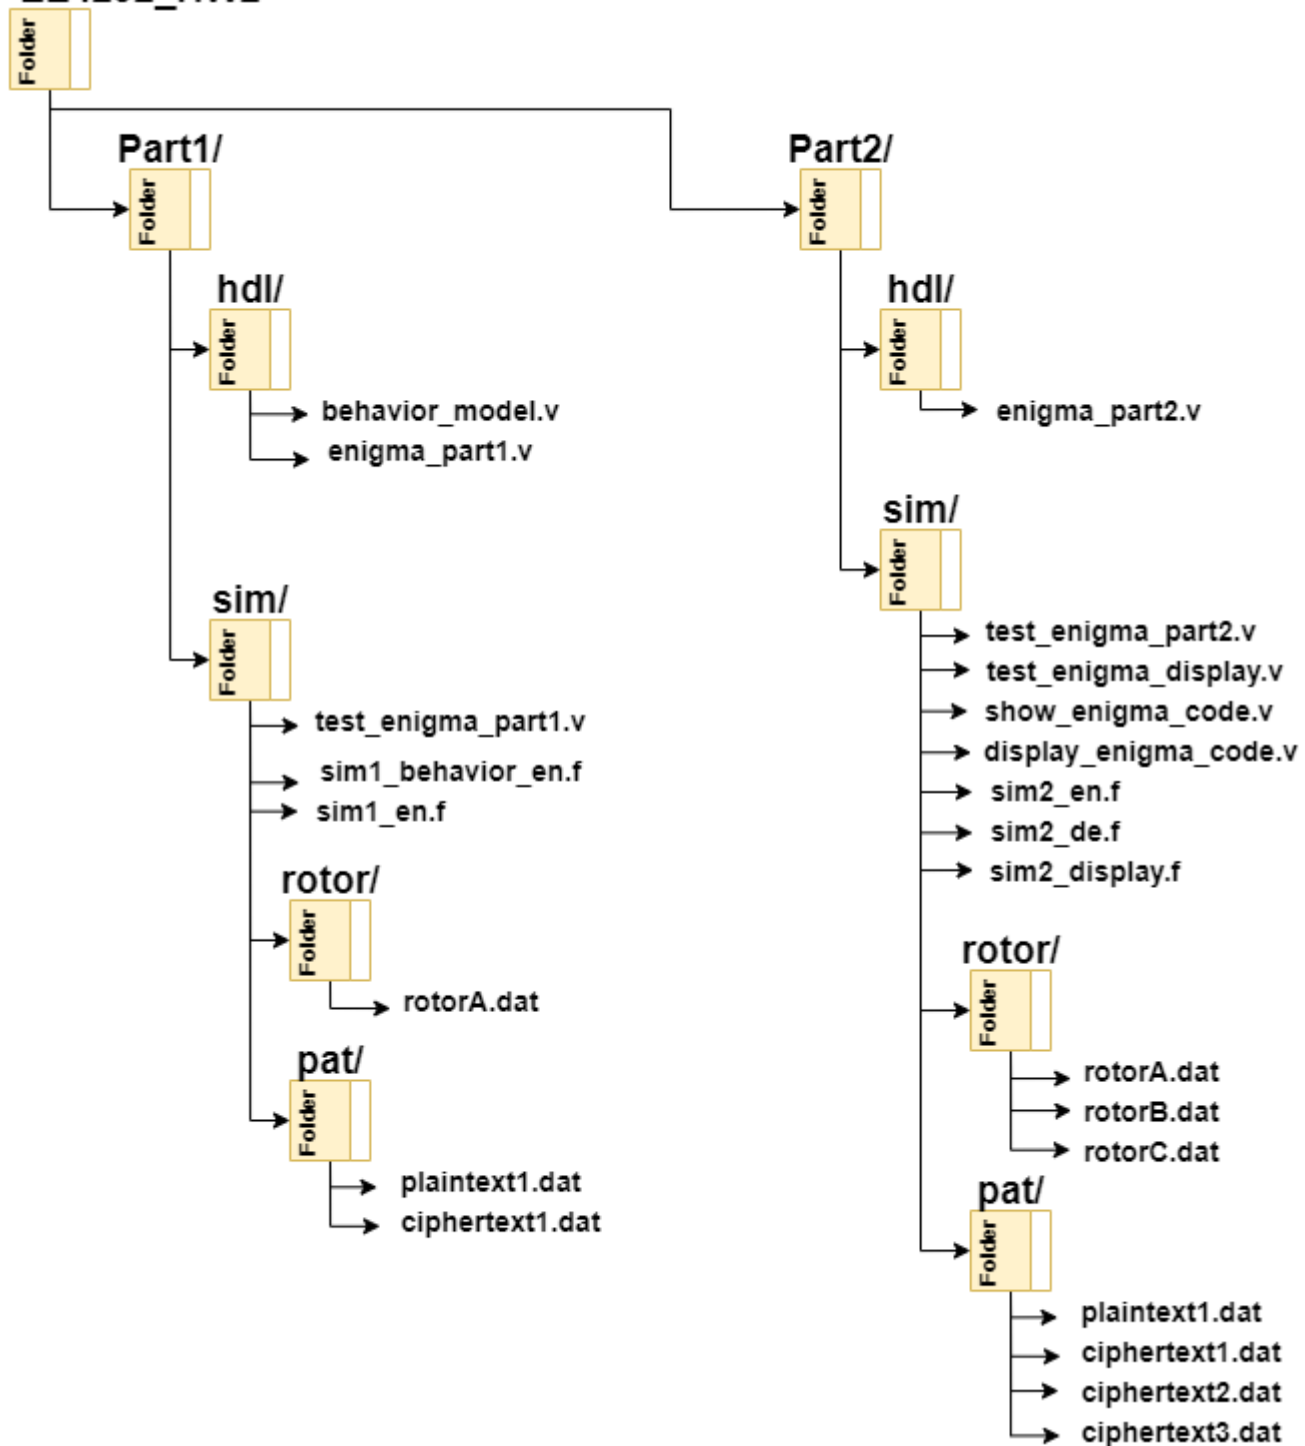 Folder
Part1/
Folder
hdl/
Folder
behavior_model.v
enigma_part1.v
sim/
Folder
test_enigma_part1.v
sim1_behavior_en.f
sim1_en.f
rotor/
Folder
rotorA.dat
pat/
Folder
plaintext1.dat
ciphertext1.dat
Part2/
Folder
hdl/
Folder
enigma_part2.v
sim/
Folder
test_enigma_part2.v
test_enigma_display.v
show_enigma_code.v
display_enigma_code.v
sim2_en.f
sim2_de.f
sim2_display.f
rotor/
Folder
rotorA.dat
rotorB.dat
rotorC.dat
pat/
Folder
plaintext1.dat
ciphertext1.dat
ciphertext2.dat
ciphertext3.dat